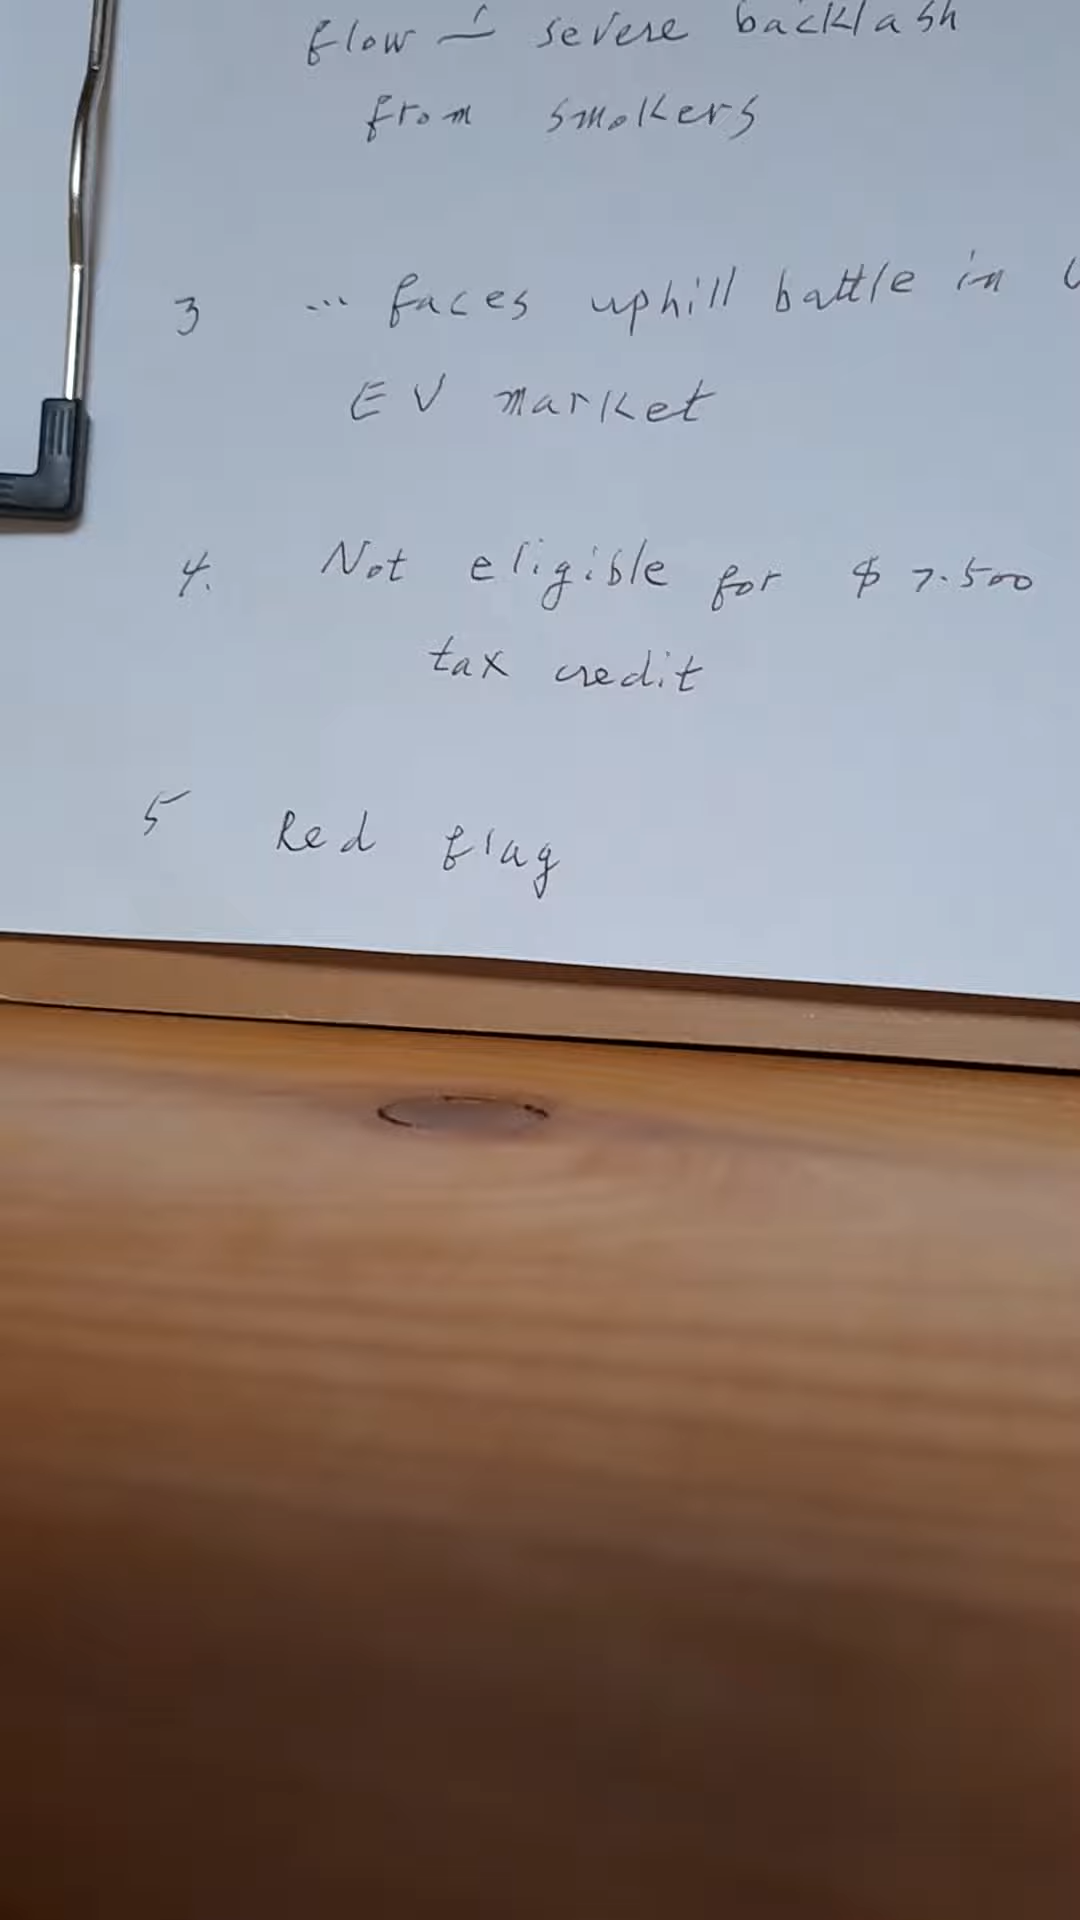 flow severe backlash
from smokers
3 ... faces uphill battle in
EV market
4. Not eligible for $ 7.500
tax credit
5 Red flag